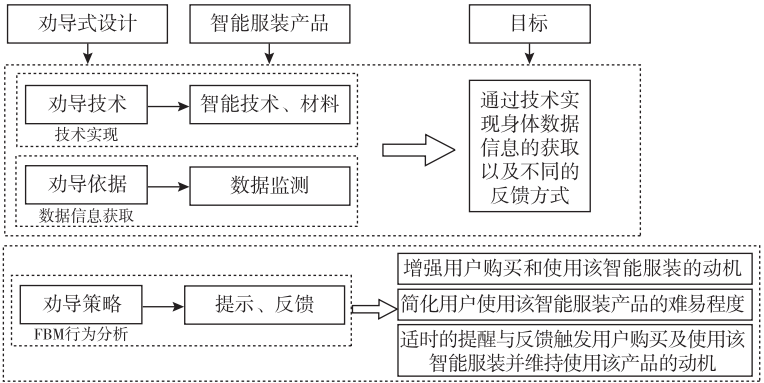 劝导式设计
智能服装产品
目标
劝导技术
智能技术、材料
技术实现
劝导依据
数据监测
数据信息获取
通过技术实
现身体数据
信息的获取
以及不同的
反馈方式
劝导策略
提示、反馈
FBM行为分析
增强用户购买和使用该智能服装的动机
简化用户使用该智能服装产品的难易程度
适时的提醒与反馈触发用户购买及使用该
智能服装并维持使用该产品的动机